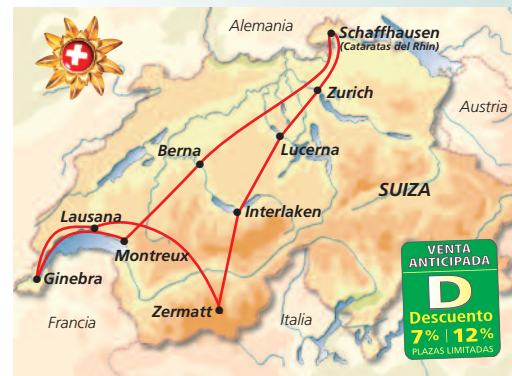 Alemania
Schaffhausen
(Cataratas del Rhin)
Zurich
Austria
Berna
Lucerna
SUIZA
Lausana
Interlaken
Montreux
Ginebra
Zermatt
Francia
Italia
VENTA
ANTICIPADA
D
Descuento
7% | 12%
PLAZAS LIMITADAS